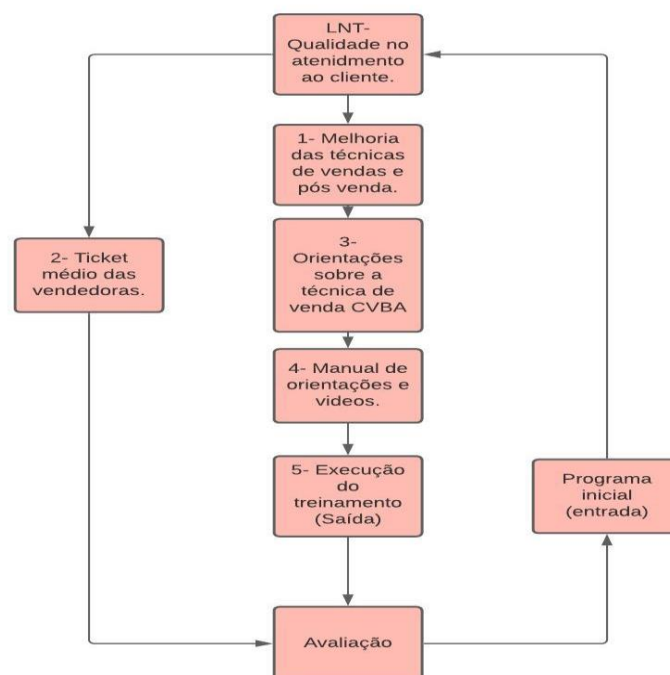 LNT-
Qualidade no
atenidmento
ao cliente.
1- Melhoria
das técnicas
de vendas e
pós venda.
2- Ticket
médio das
vendedoras.
3-
Orientações
sobre a
técnica de
venda CVBA
4- Manual de
orientações e
videos.
5- Execução
do
treinamento
(Saída)
Programa
inicial
(entrada)
Avaliação